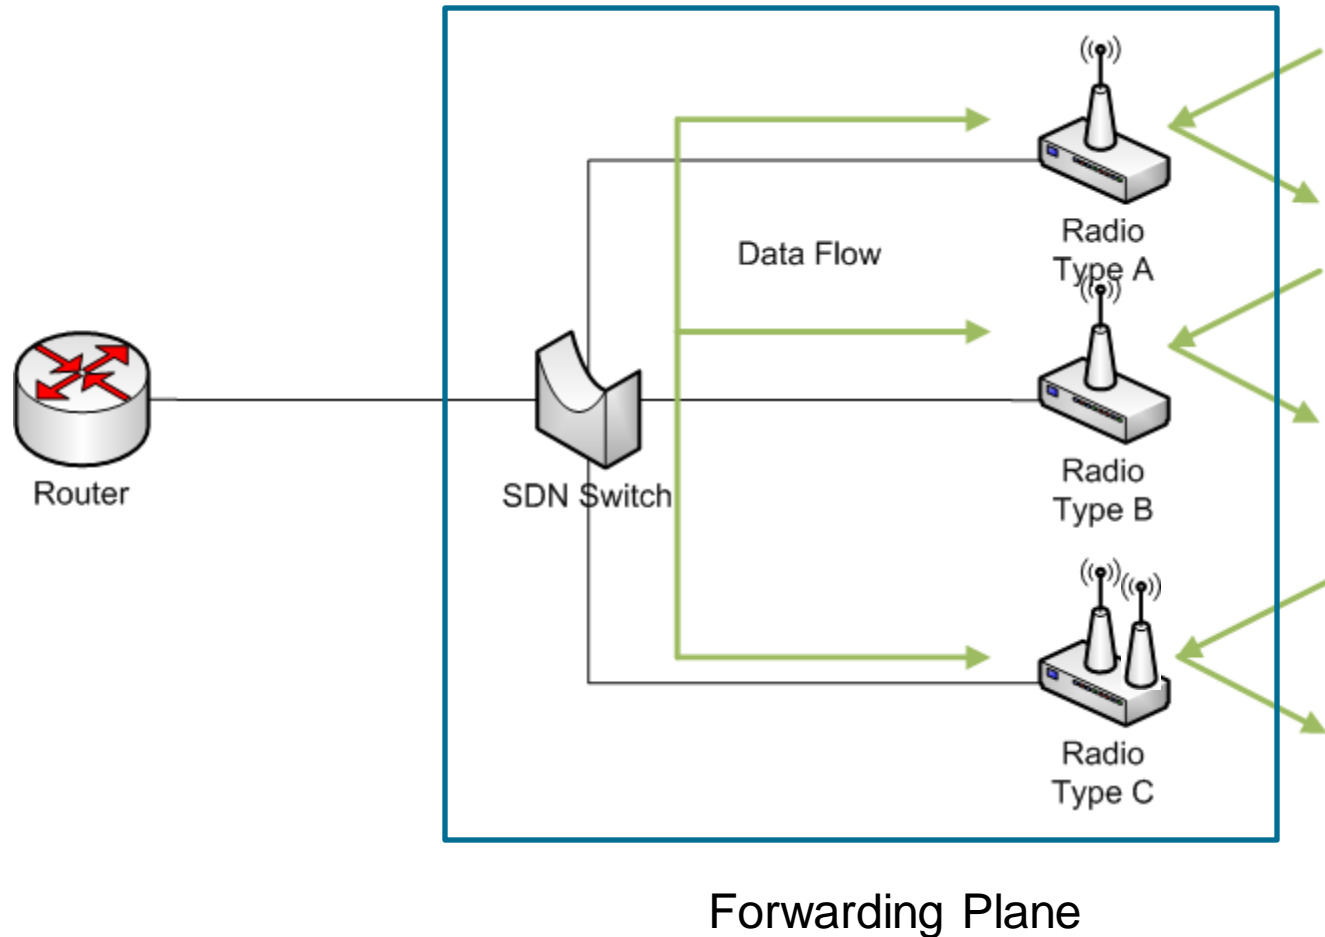 Radio
Type A
Data Flow
Router
SDN Switch
Radio
Type B
Radio
Type C
Forwarding Plane